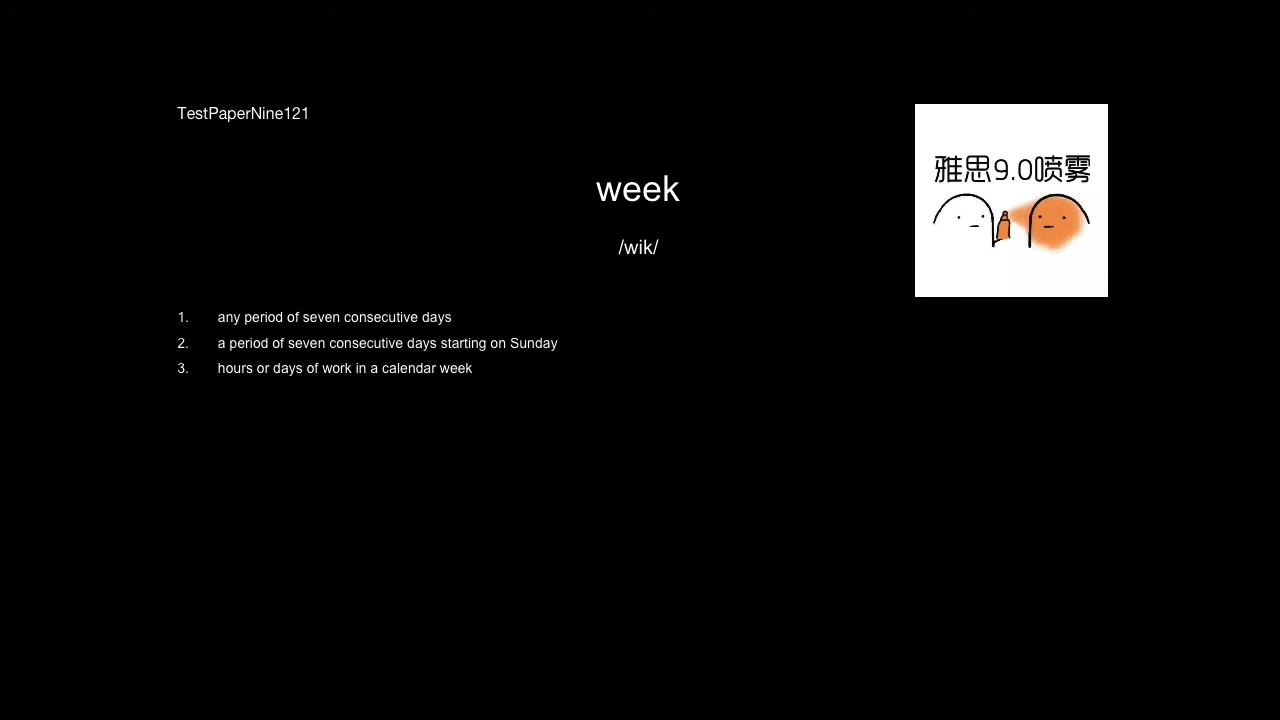 TestPaperNine121
雅思9.0喷雾
week
/wik/
1. any period of seven consecutive days
2. a period of seven consecutive days starting on Sunday
3. hours or days of work in a calendar week